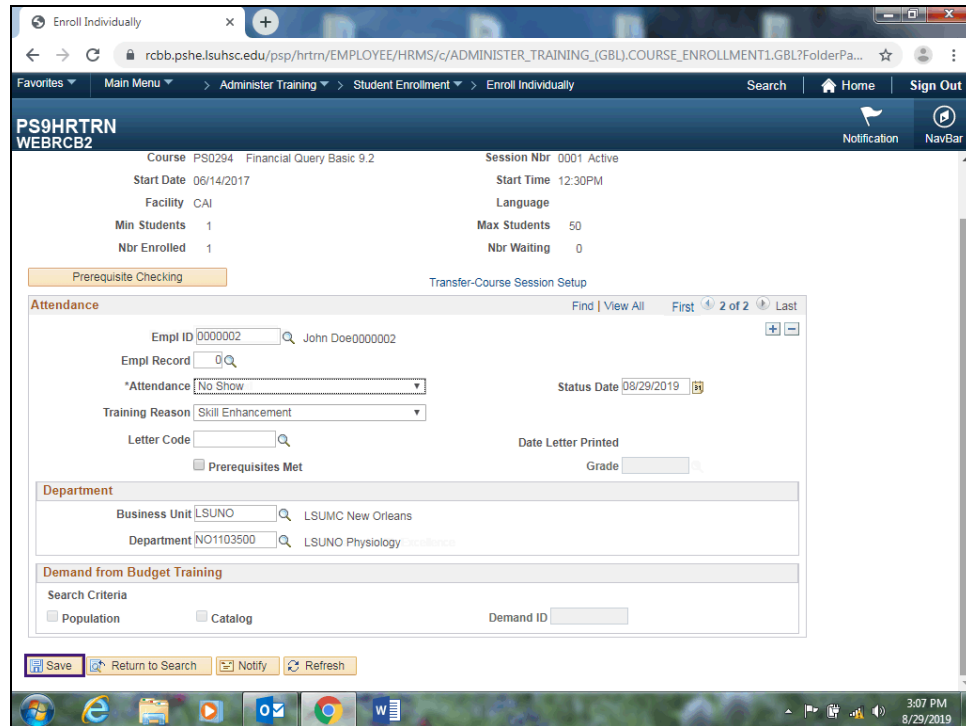 Enroll Individually
rcbb.pshe.lsuhsc.edu/psp/hrtrn/EMPLOYEE/HRMS/c/ADMINISTER_TRAINING_(GBL).COURSE_ENROLLMENT1.GBL?FolderPa...
Favorites Main Menu > Administer Training > Student Enrollment > Enroll Individually Search Home Sign Out
PS9HRTRN
WEBRCB2
Notification NavBar
Course PS0294 Financial Query Basic 9.2 Session Nbr 0001 Active
Start Date 06/14/2017 Start Time 12:30PM
Facility CAI Language
Min Students 1 Max Students 50
Nbr Enrolled 1 Nbr Waiting 0
Prerequisite Checking Transfer-Course Session Setup
Attendance Find | View All First 2 of 2 Last
Empl ID 0000002 John Doe0000002
Empl Record 0
*Attendance No Show Status Date 08/29/2019
Training Reason Skill Enhancement
Letter Code Date Letter Printed
Prerequisites Met Grade
Department
Business Unit LSUNO LSUMC New Orleans
Department NO1103500 LSUNO Physiology
Demand from Budget Training
Search Criteria
Population Catalog Demand ID
Save Return to Search Notify Refresh
3:07 PM
8/29/2019